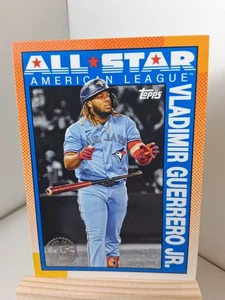 ALL★STAR
AMERICAN LEAGUE
Topps
VLADIMIR GUERRERO JR.